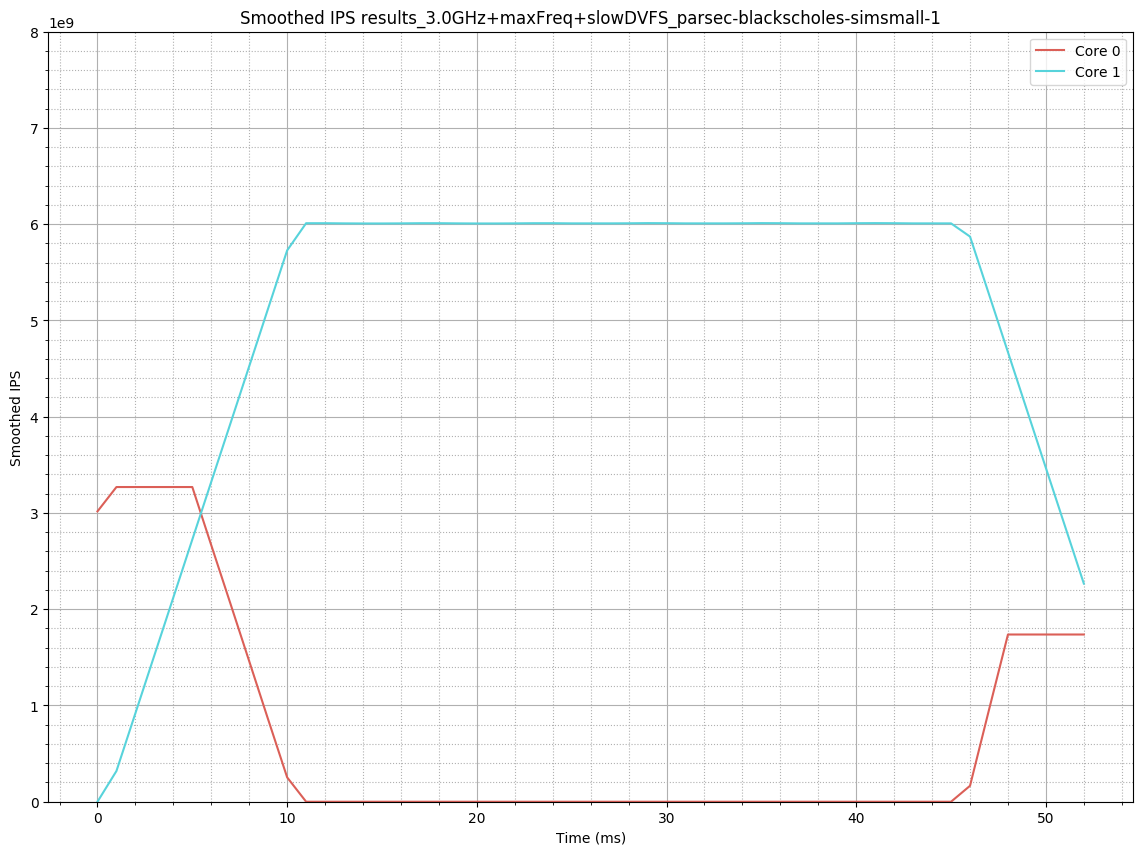 Smoothed IPS results_3.0GHz+maxFreq+slowDVFS_parsec-blackscholes-simsmall-1
1e9
8
7
6
5
4
3
2
1
0
Smoothed IPS
Core 0
Core 1
0 10 20 30 40 50
Time (ms)